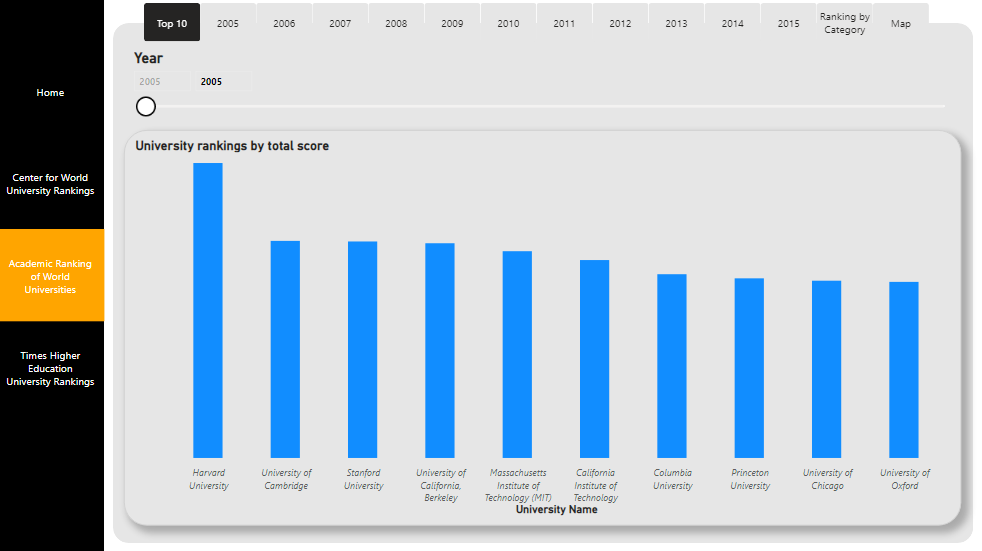 Top 10
2005
2006
2007
2008
2009
2010
2011
2012
2013
2014
2015
Ranking by
Category
Map
Home
Center for World
University Rankings
Academic Ranking
of World
Universities
Times Higher
Education
University Rankings
Year
2005
2005
University rankings by total score
Harvard
University
University of
Cambridge
Stanford
University
University of
California,
Berkeley
Massachusetts
Institute of
Technology (MIT)
California
Institute of
Technology
Columbia
University
Princeton
University
University of
Chicago
University of
Oxford
University Name